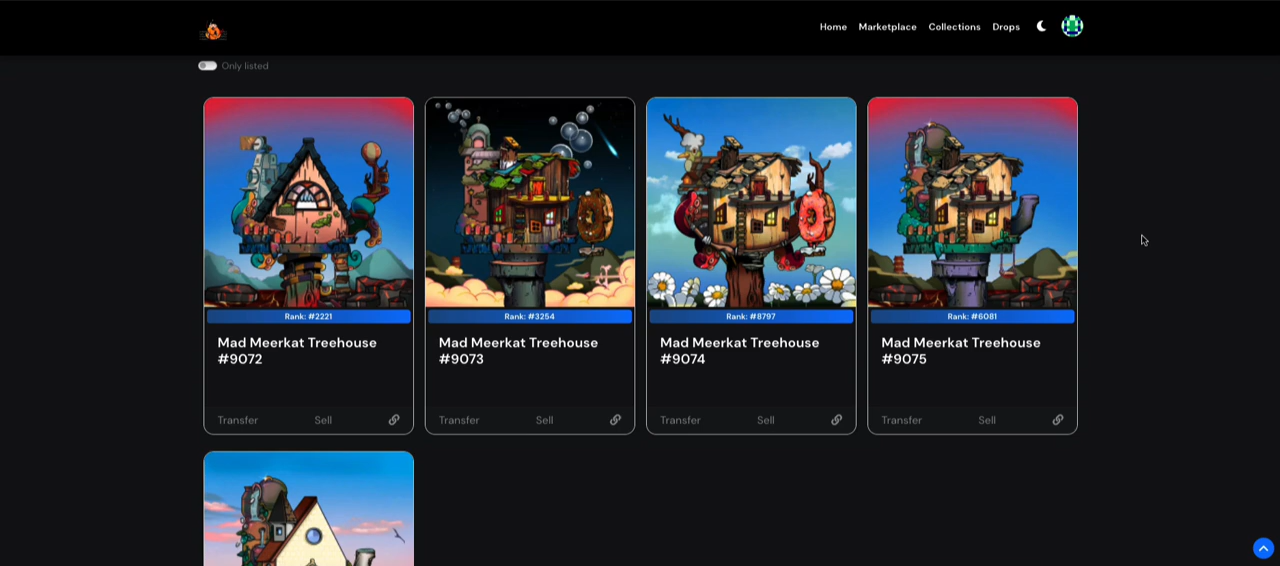 Home Marketplace Collections Drops
Only listed
Rank: #2221
Mad Meerkat Treehouse
#9072
Transfer Sell
Rank: #3254
Mad Meerkat Treehouse
#9073
Transfer Sell
Rank: #8797
Mad Meerkat Treehouse
#9074
Transfer Sell
Rank: #6081
Mad Meerkat Treehouse
#9075
Transfer Sell